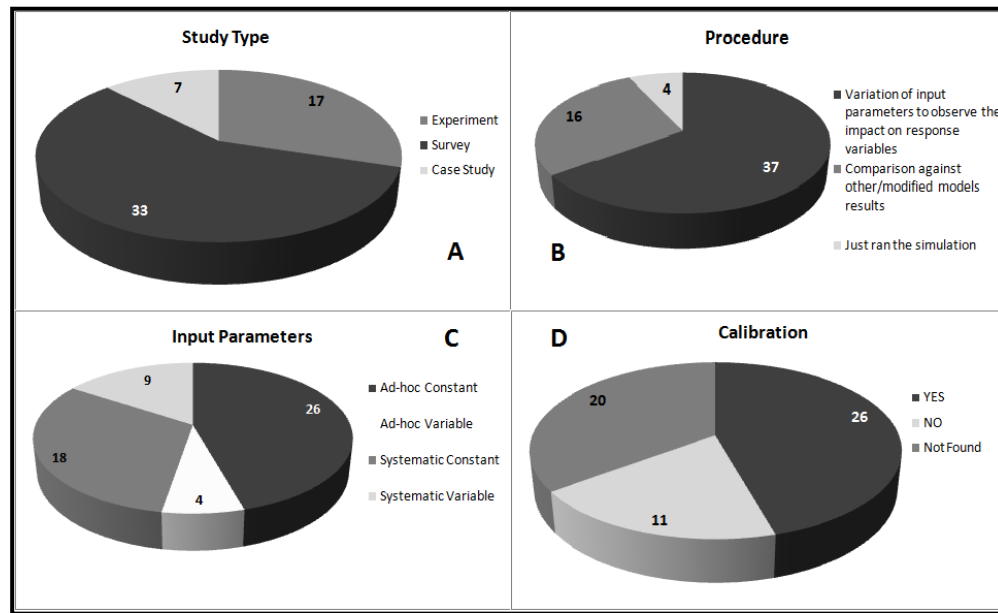 Study Type
7
17
33
Experiment
Survey
Case Study
A
Procedure
4
16
37
Variation of input
parameters to observe the
impact on response
variables
Comparison against
other/modified models
results
Just ran the simulation
B
Input Parameters
C
9
26
18
4
Ad-hoc Constant
Ad-hoc Variable
Systematic Constant
Systematic Variable
D
Calibration
20
26
11
YES
NO
Not Found